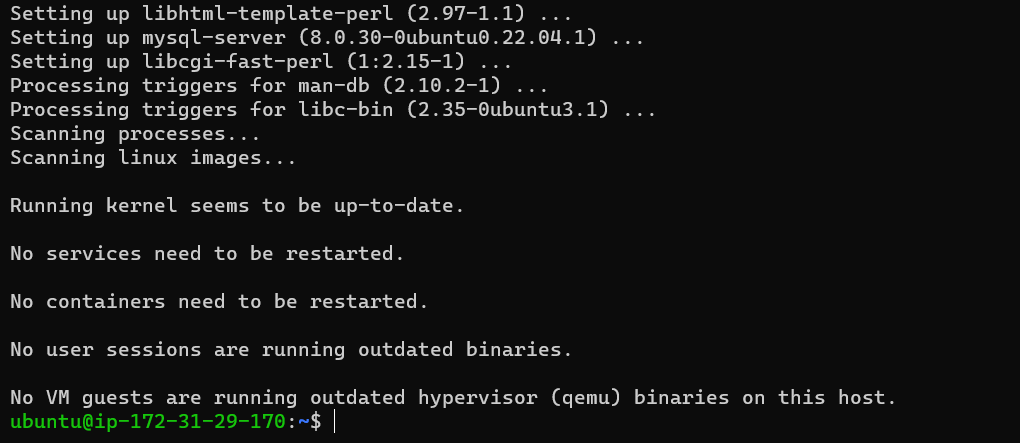 Setting up libhtml-template-perl (2.97-1.1) ...
Setting up mysql-server (8.0.30-0ubuntu0.22.04.1) ...
Setting up libcgi-fast-perl (1:2.15-1) ...
Processing triggers for man-db (2.10.2-1) ...
Processing triggers for libc-bin (2.35-0ubuntu3.1) ...
Scanning processes...
Scanning linux images...
Running kernel seems to be up-to-date.
No services need to be restarted.
No containers need to be restarted.
No user sessions are running outdated binaries.
No VM guests are running outdated hypervisor (qemu) binaries on this host.
ubuntu@ip-172-31-29-170:~$